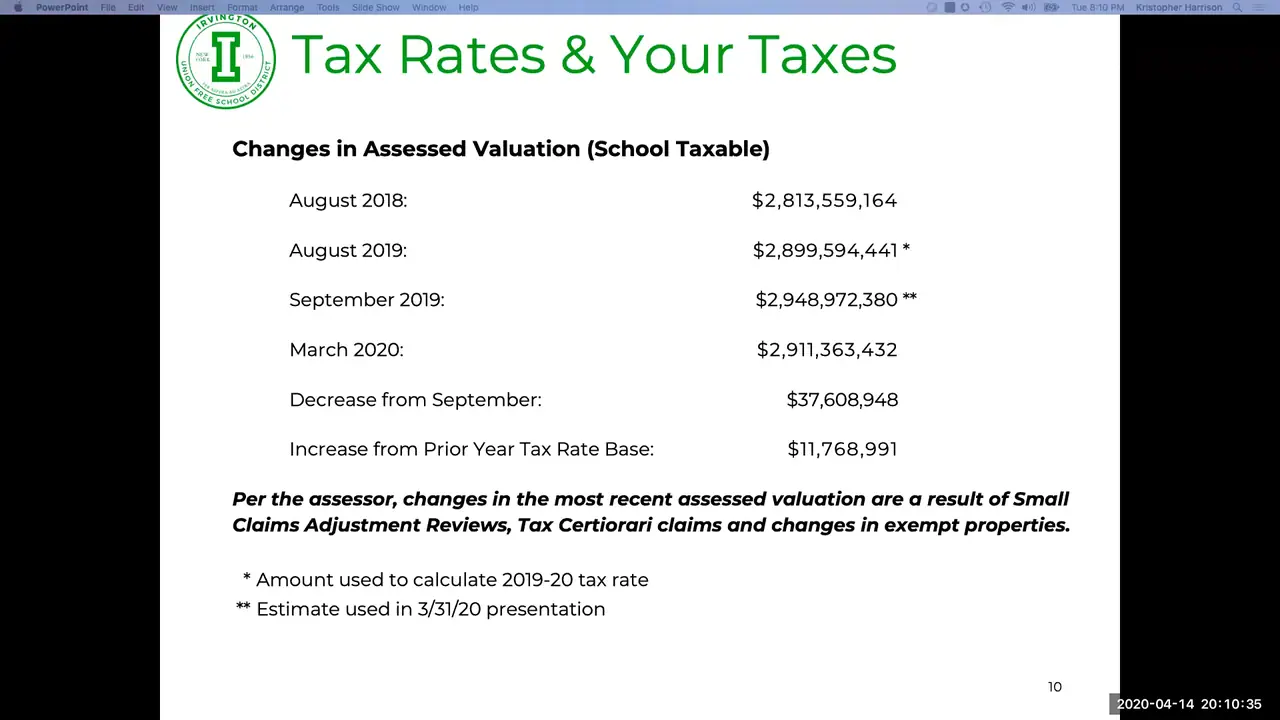 PowerPoint File Edit View Insert Format Arrange Tools Slide Show Window Help Tue 8:10 PM Kristopher Harrison
IRVINGTON
NEW YORK
1856
UNION FREE SCHOOL DISTRICT
Tax Rates & Your Taxes
Changes in Assessed Valuation (School Taxable)
August 2018: $2,813,559,164
August 2019: $2,899,594,441 *
September 2019: $2,948,972,380 **
March 2020: $2,911,363,432
Decrease from September: $37,608,948
Increase from Prior Year Tax Rate Base: $11,768,991
Per the assessor, changes in the most recent assessed valuation are a result of Small
Claims Adjustment Reviews, Tax Certiorari claims and changes in exempt properties.
* Amount used to calculate 2019-20 tax rate
** Estimate used in 3/31/20 presentation
10
2020-04-14 20:10:35